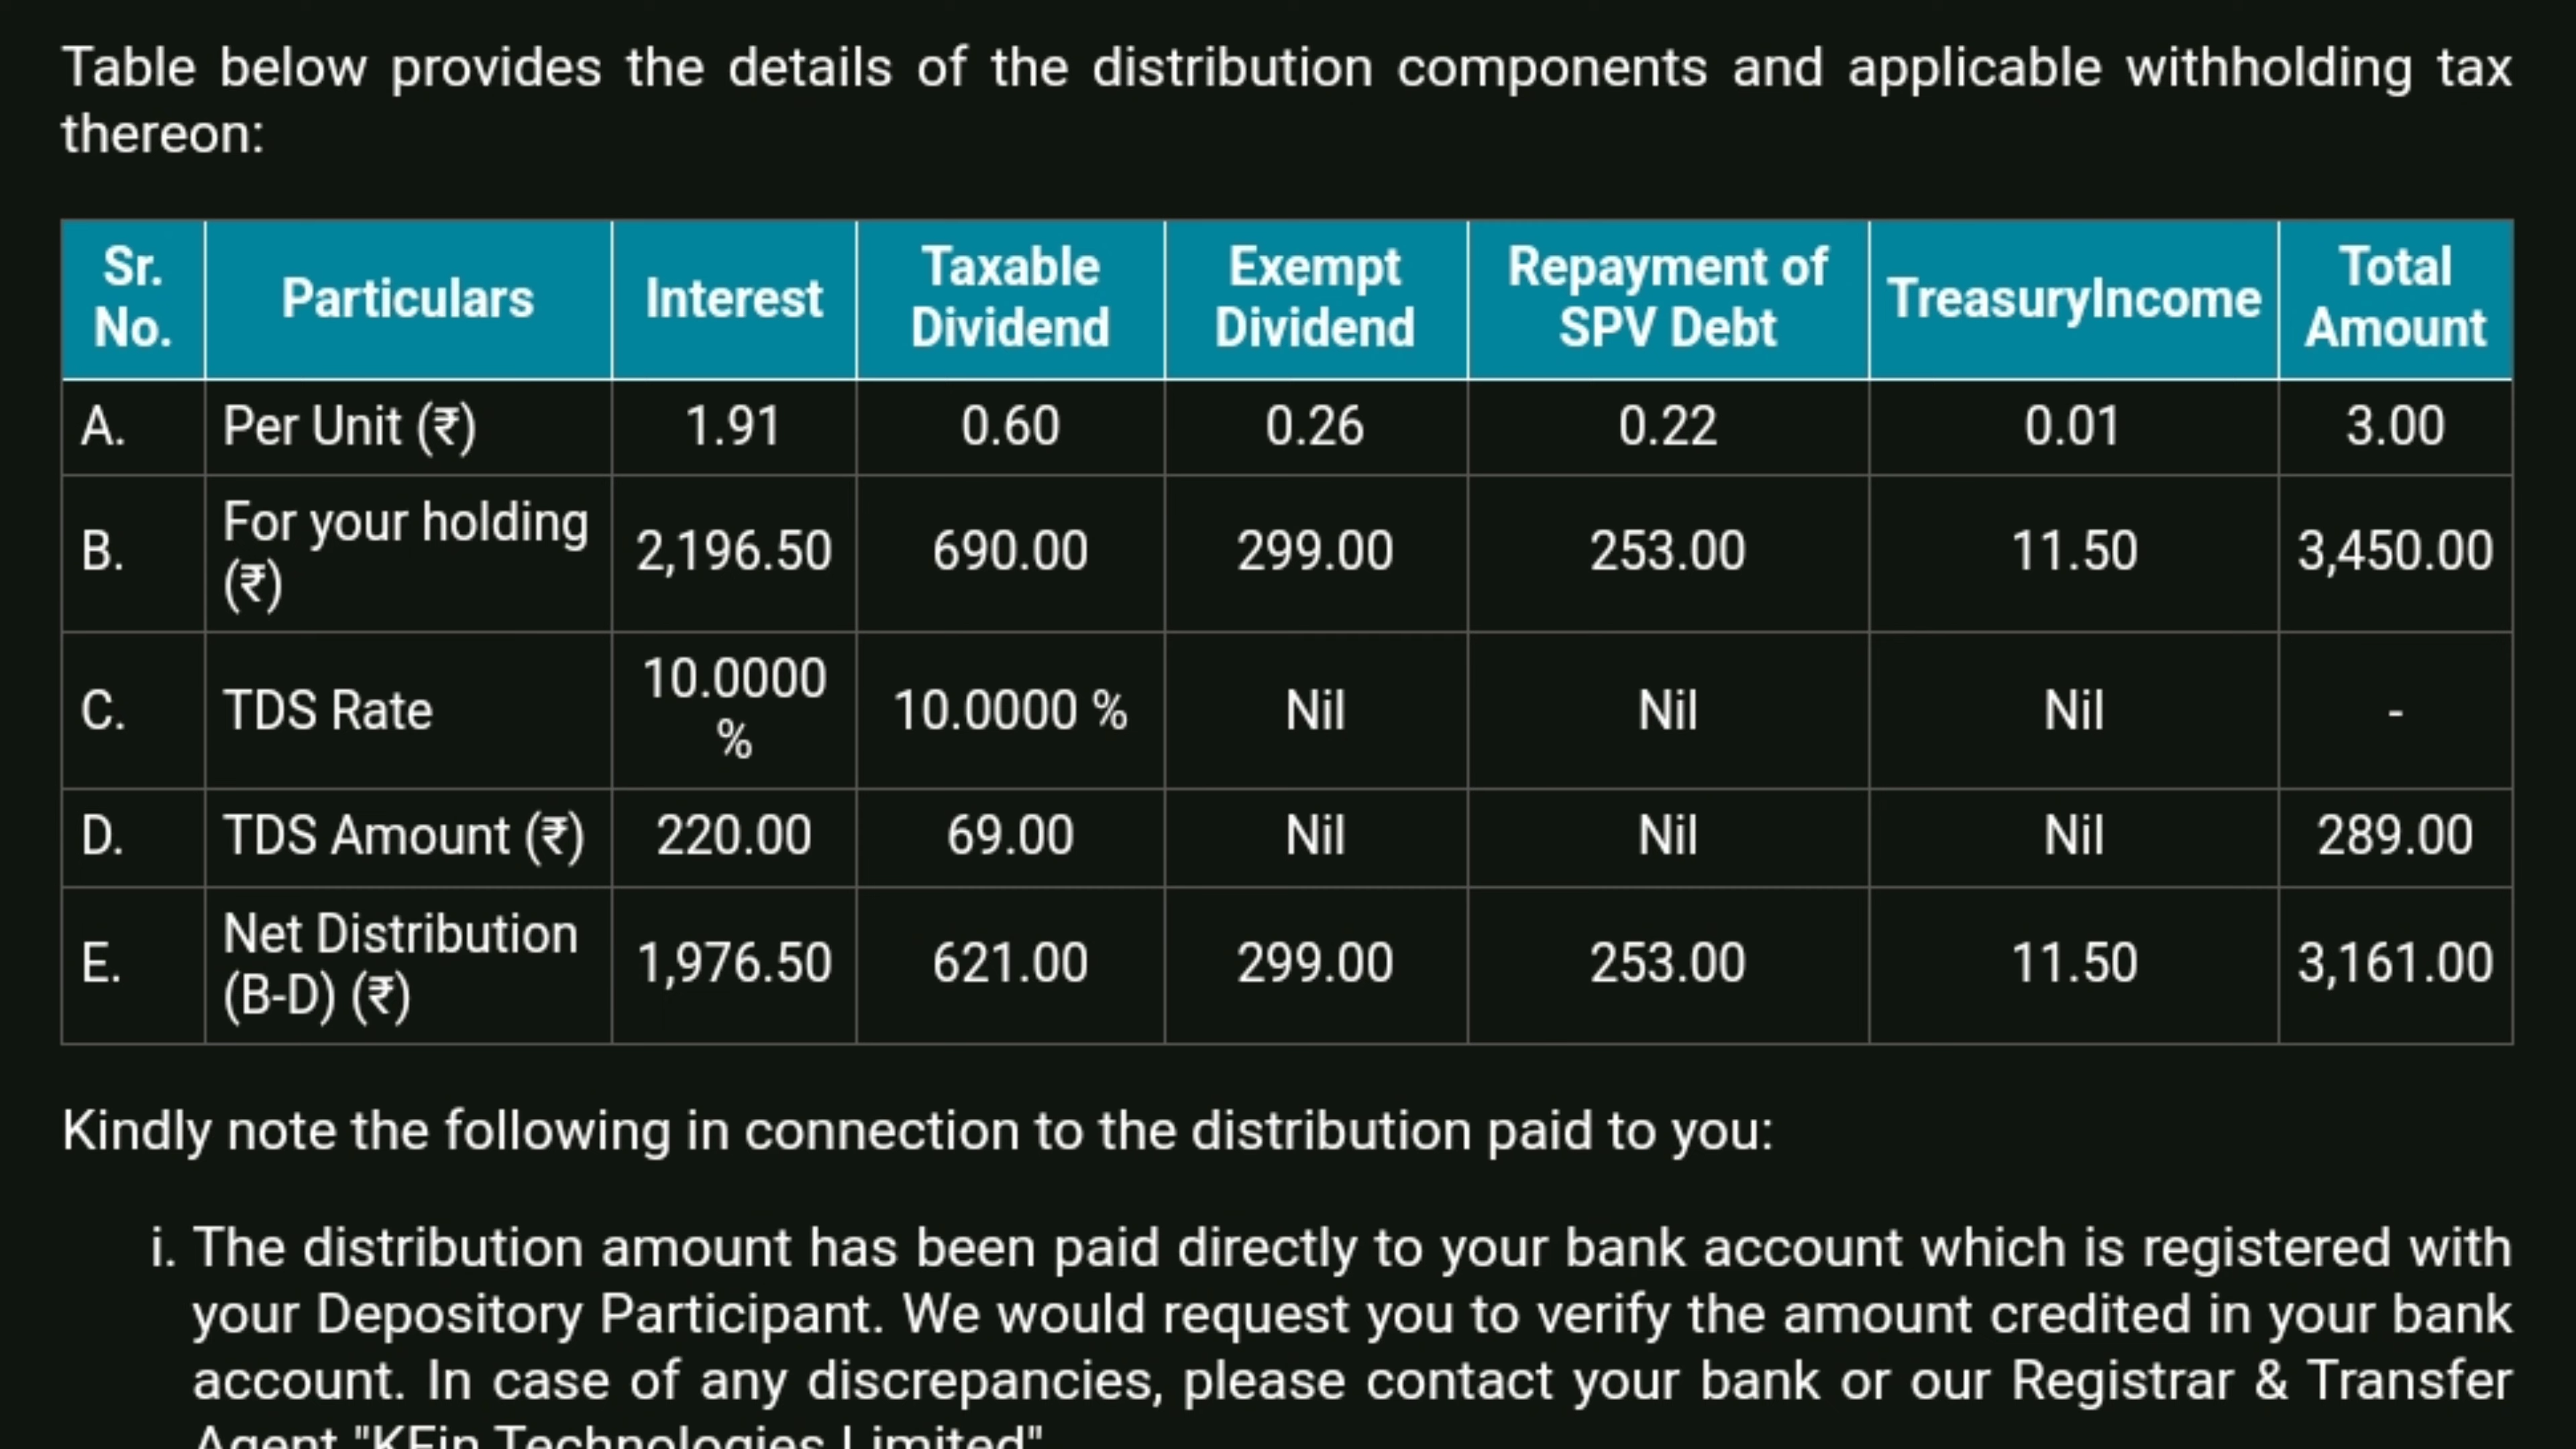 Table below provides the details of the distribution components and applicable withholding tax
thereon:
Sr. No. Particulars Interest Taxable Dividend Exempt Dividend Repayment of SPV Debt TreasuryIncome Total Amount
A. Per Unit (₹) 1.91 0.60 0.26 0.22 0.01 3.00
B. For your holding (₹) 2,196.50 690.00 299.00 253.00 11.50 3,450.00
C. TDS Rate 10.0000 % 10.0000 % Nil Nil Nil -
D. TDS Amount (₹) 220.00 69.00 Nil Nil Nil 289.00
E. Net Distribution (B-D) (₹) 1,976.50 621.00 299.00 253.00 11.50 3,161.00
Kindly note the following in connection to the distribution paid to you:
i. The distribution amount has been paid directly to your bank account which is registered with
your Depository Participant. We would request you to verify the amount credited in your bank
account. In case of any discrepancies, please contact your bank or our Registrar & Transfer
Agent "KFin Technologies Limited"